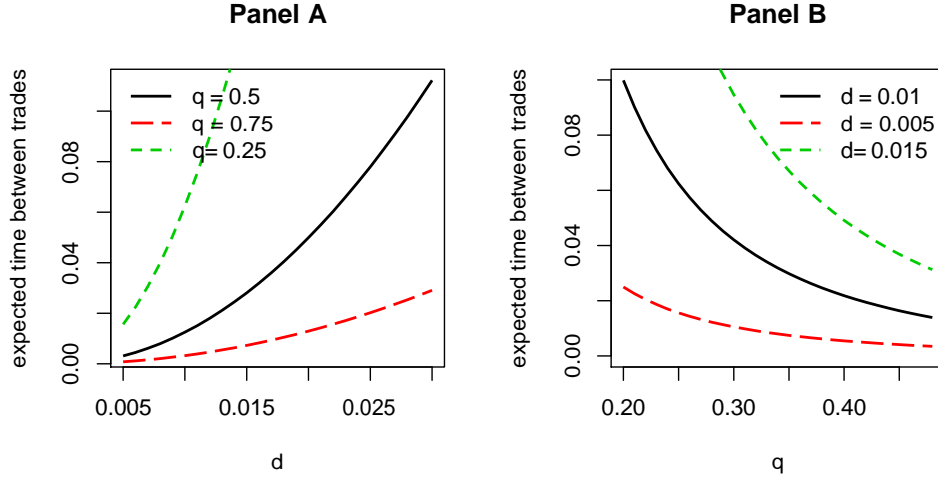 Panel A
expected time between trades
0.00
0.04
0.08
q = 0.5
q = 0.75
q= 0.25
0.005
0.015
0.025
d
Panel B
expected time between trades
0.00
0.04
0.08
d = 0.01
d = 0.005
d= 0.015
0.20
0.30
0.40
q